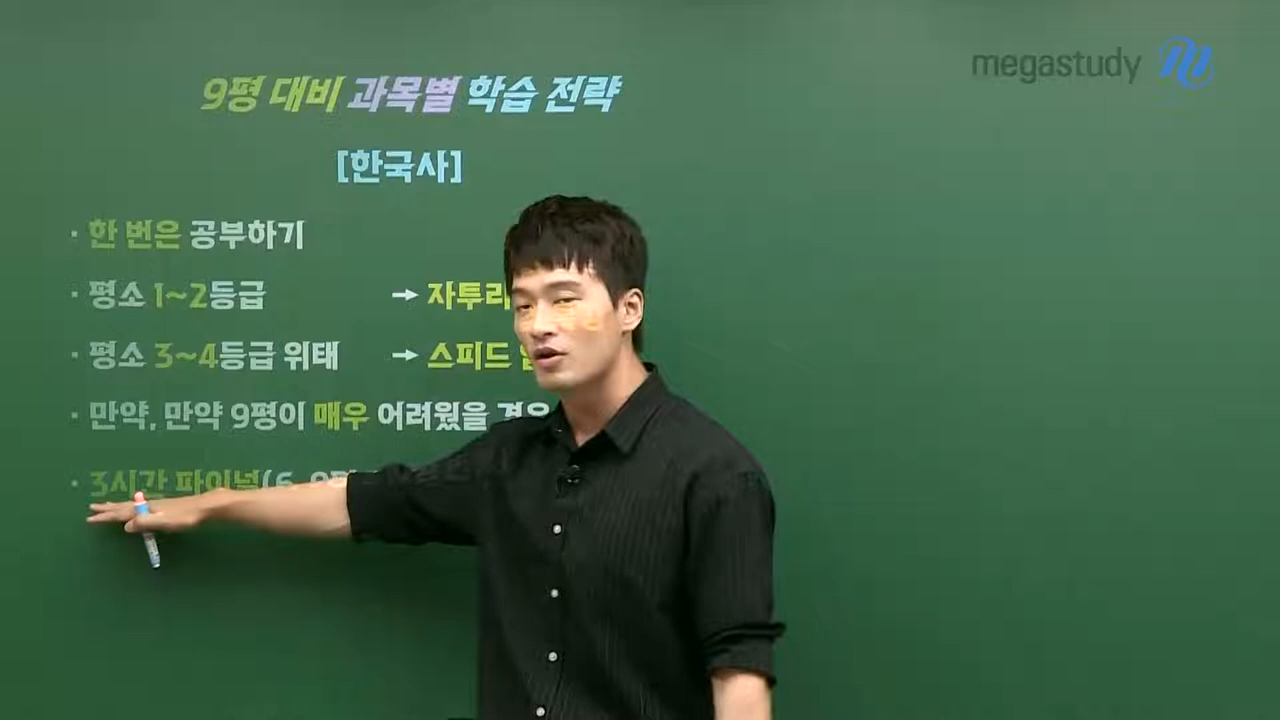 megastudy
9평 대비 과목별 학습 전략
[한국사]
· 한 번은 공부하기
· 평소 1~2등급 → 자투리
· 평소 3~4등급 위태 → 스피드
· 만약, 만약 9평이 매우 어려웠을 경우
· 3시간 파이널(6, 9평